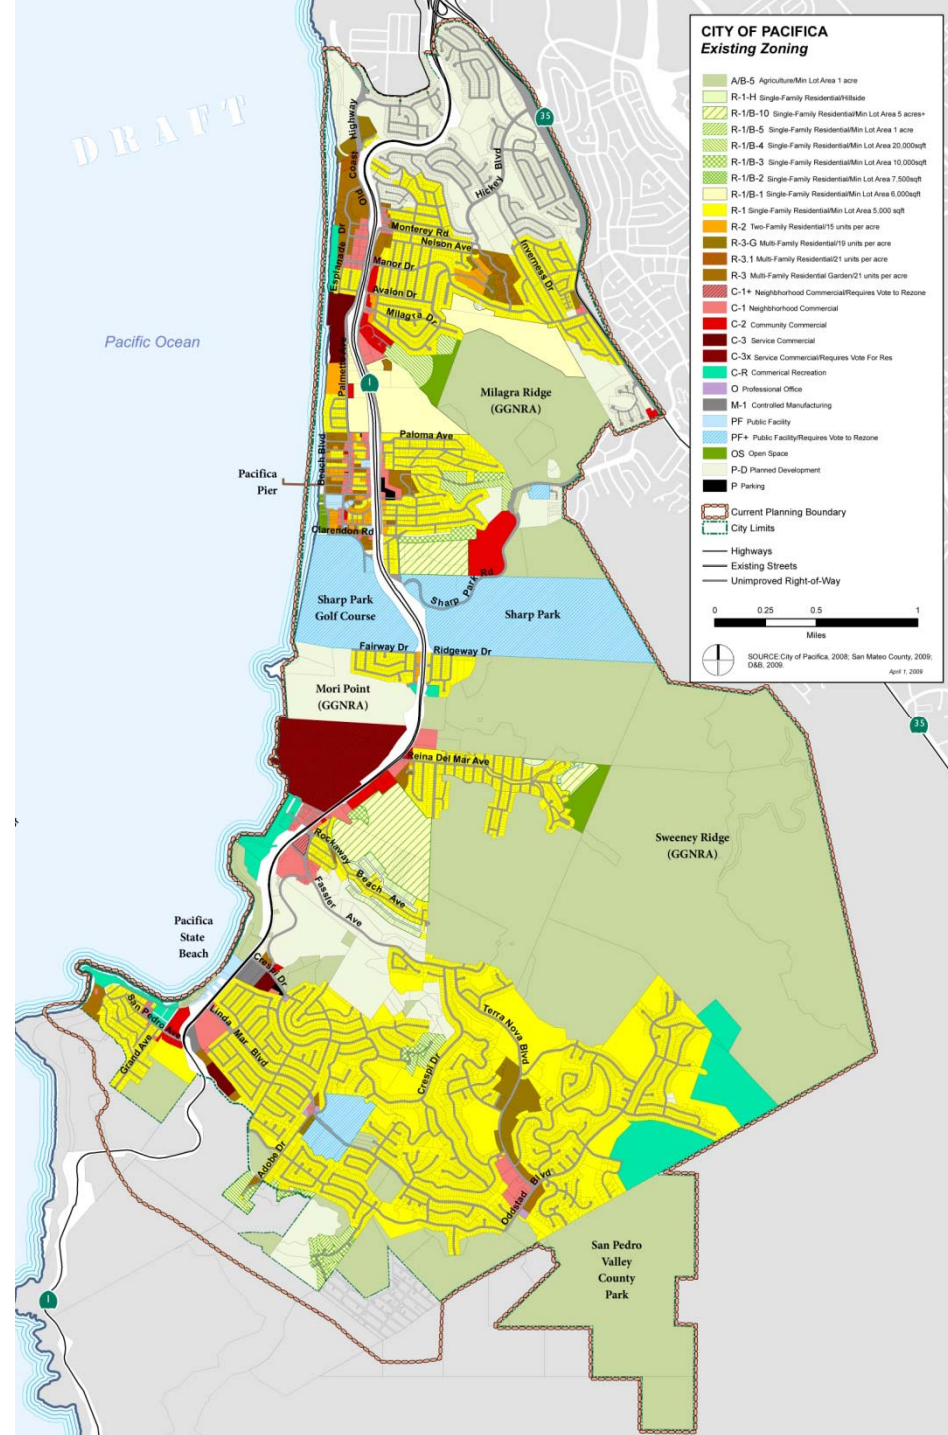 CITY OF PACIFICA
Existing Zoning
A/B-5 Agriculture/Min Lot Area 1 acre
R-1-H Single-Family Residential/Hillside
R-1/B-10 Single-Family Residential/Min Lot Area 5 acres+
R-1/B-5 Single-Family Residential/Min Lot Area 1 acre
R-1/B-4 Single-Family Residential/Min Lot Area 20,000sqft
R-1/B-3 Single-Family Residential/Min Lot Area 10,000sqft
R-1/B-2 Single-Family Residential/Min Lot Area 7,500sqft
R-1/B-1 Single-Family Residential/Min Lot Area 6,000sqft
R-1 Single-Family Residential/Min Lot Area 5,000 sqft
R-2 Two-Family Residential/15 units per acre
R-3-G Multi-Family Residential/19 units per acre
R-3.1 Multi-Family Residential/21 units per acre
R-3 Multi-Family Residential Garden/21 units per acre
C-1+ Neighbhorhood Commercial/Requires Vote to Rezone
C-1 Neighbhorhood Commercial
C-2 Community Commercial
C-3 Service Commercial
C-3x Service Commercial/Requires Vote For Res
C-R Commerical Recreation
O Professional Office
M-1 Controlled Manufacturing
PF Public Facility
PF+ Public Facility/Requires Vote to Rezone
OS Open Space
P-D Planned Development
P Parking
Current Planning Boundary
City Limits
Highways
Existing Streets
Unimproved Right-of-Way
0 0.25 0.5 1
Miles
SOURCE:City of Pacifica, 2008; San Mateo County, 2009;
D&B, 2009.
April 1, 2009
DRAFT
35
Old Coast Highway
Hickey Blvd
Monterey Rd
Nelson Ave
Inverness Dr
Esplanade Dr
Manor Dr
Avalon Dr
Milagra Dr
Pacific Ocean
Palmetto Ave
1
Milagra Ridge
(GGNRA)
Paloma Ave
Beach Blvd
Pacifica
Pier
Clarendon Rd
Sharp Park Rd
Sharp Park
Golf Course
Sharp Park
Fairway Dr
Ridgeway Dr
Mori Point
(GGNRA)
35
Reina Del Mar Ave
Sweeney Ridge
(GGNRA)
Rockaway Beach Ave
Fassler Ave
Pacifica
State
Beach
Crespi Dr
San Pedro Ave
Grand Ave
Linda Mar Blvd
Terra Nova Blvd
Crespi Dr
Adobe Dr
Oddstad Blvd
San Pedro
Valley
County
Park
1